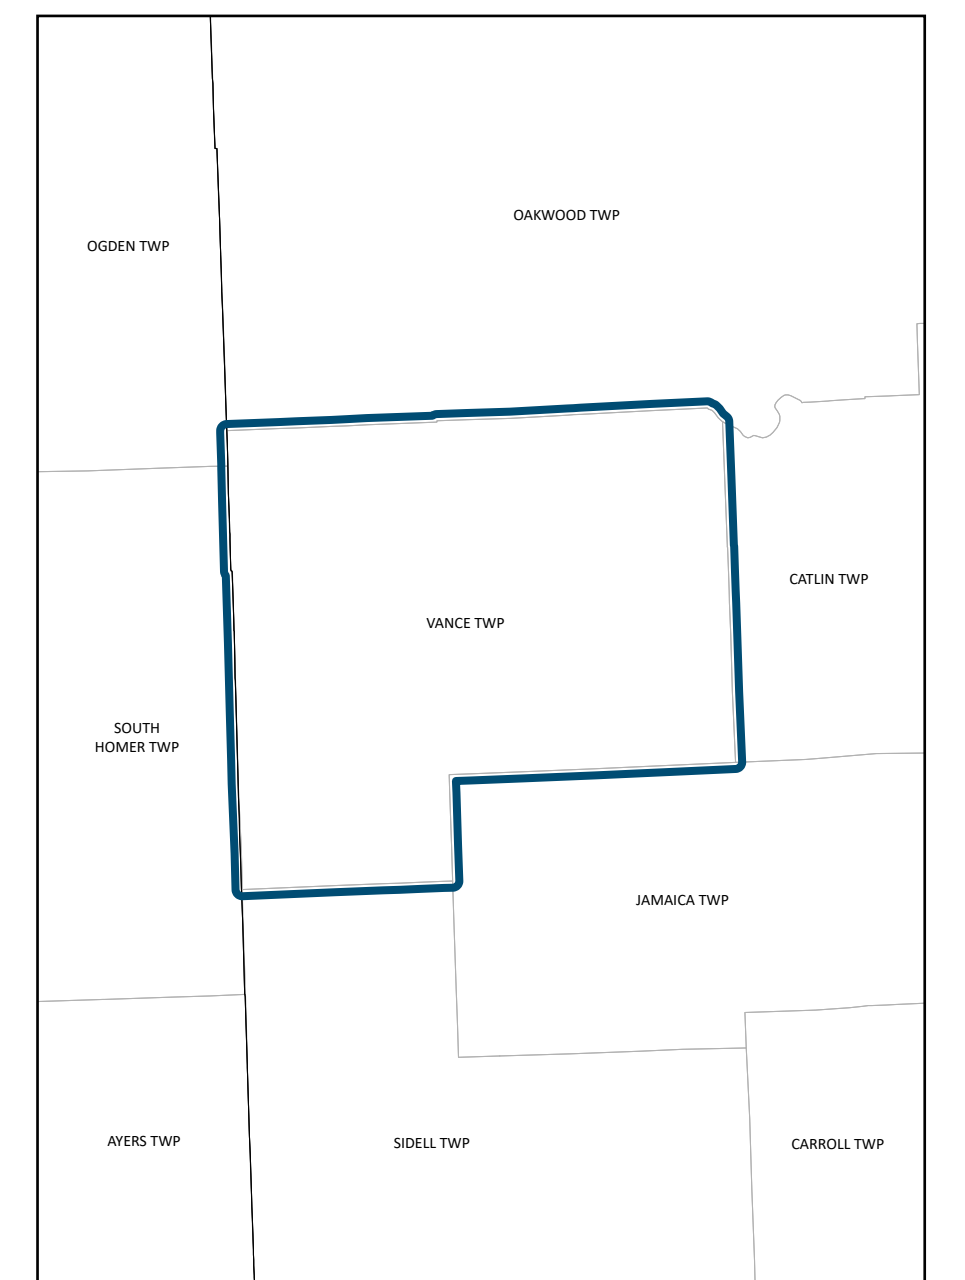 OAKWOOD TWP
OGDEN TWP
CATLIN TWP
VANCE TWP
SOUTH
HOMER TWP
JAMAICA TWP
AYERS TWP
SIDELL TWP
CARROLL TWP